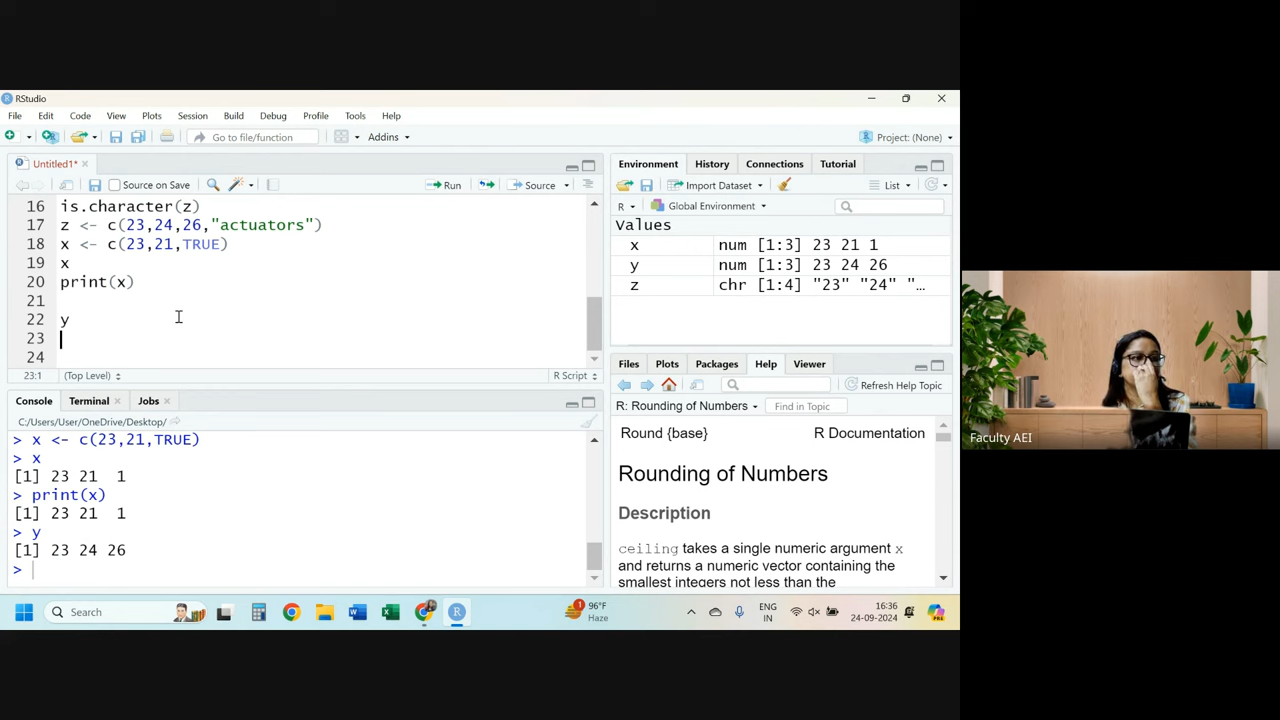 RStudio
File Edit Code View Plots Session Build Debug Profile Tools Help
Go to file/function Addins Project: (None)
Untitled1*
Source on Save Run Source
16 is.character(z)
17 z <- c(23,24,26,"actuators")
18 x <- c(23,21,TRUE)
19 x
20 print(x)
21
22 y
23
24
23:1 (Top Level) R Script
Console Terminal Jobs
C:/Users/User/OneDrive/Desktop/
> x <- c(23,21,TRUE)
> x
[1] 23 21 1
> print(x)
[1] 23 21 1
> y
[1] 23 24 26
>
Environment History Connections Tutorial
Import Dataset List
R Global Environment
Values
x num [1:3] 23 21 1
y num [1:3] 23 24 26
z chr [1:4] "23" "24" "...
Files Plots Packages Help Viewer
Refresh Help Topic
R: Rounding of Numbers Find in Topic
Round {base} R Documentation
Rounding of Numbers
Description
ceiling takes a single numeric argument x
and returns a numeric vector containing the
smallest integers not less than the
Faculty AEI
Search
1
96°F
Haze
ENG
IN
16:36
24-09-2024
PRE